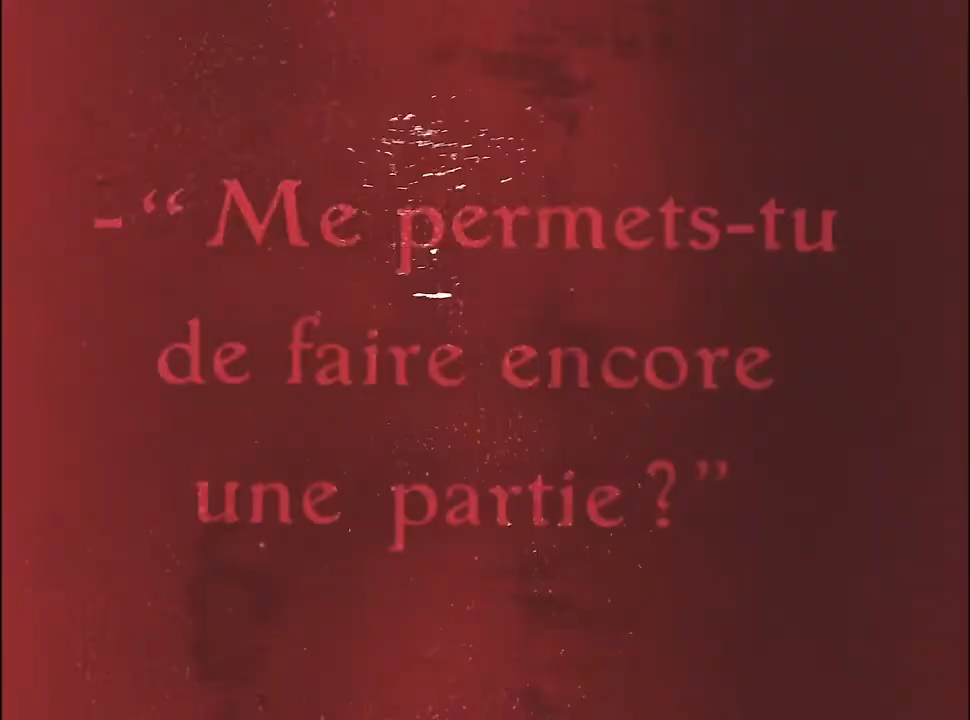 -“ Me permets-tu
de faire encore
une partie ? ”